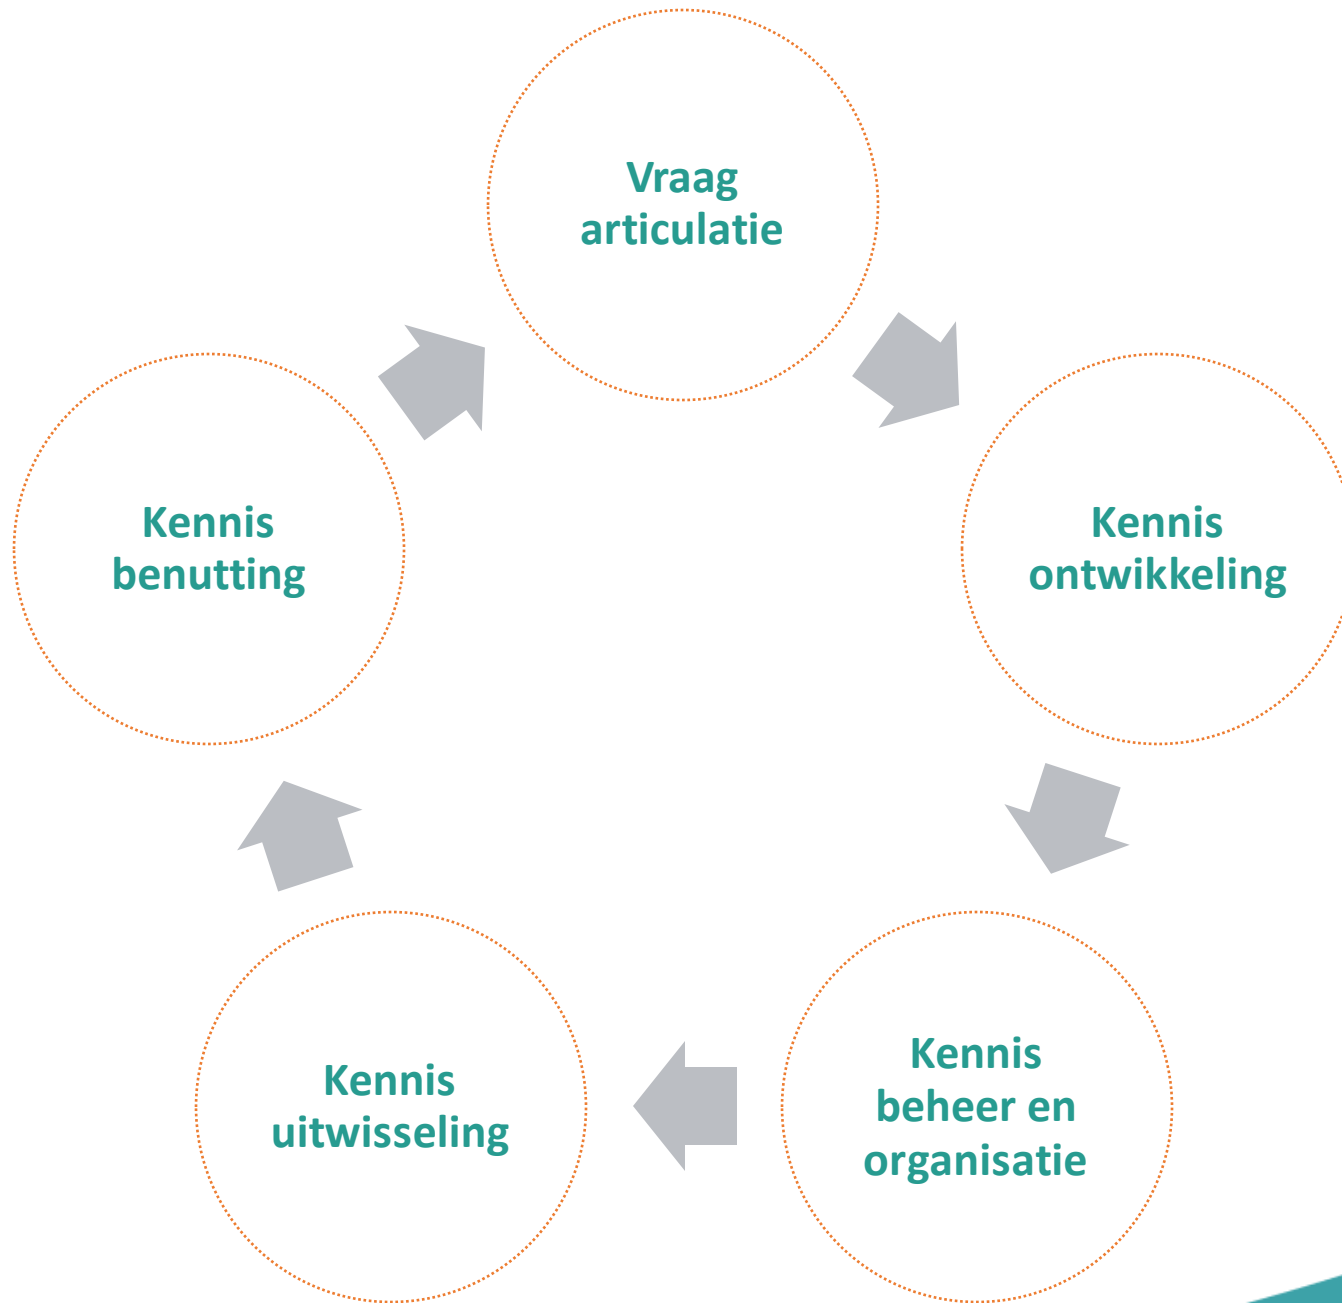 Vraag
articulatie
Kennis
ontwikkeling
Kennis
beheer en
organisatie
Kennis
uitwisseling
Kennis
benutting